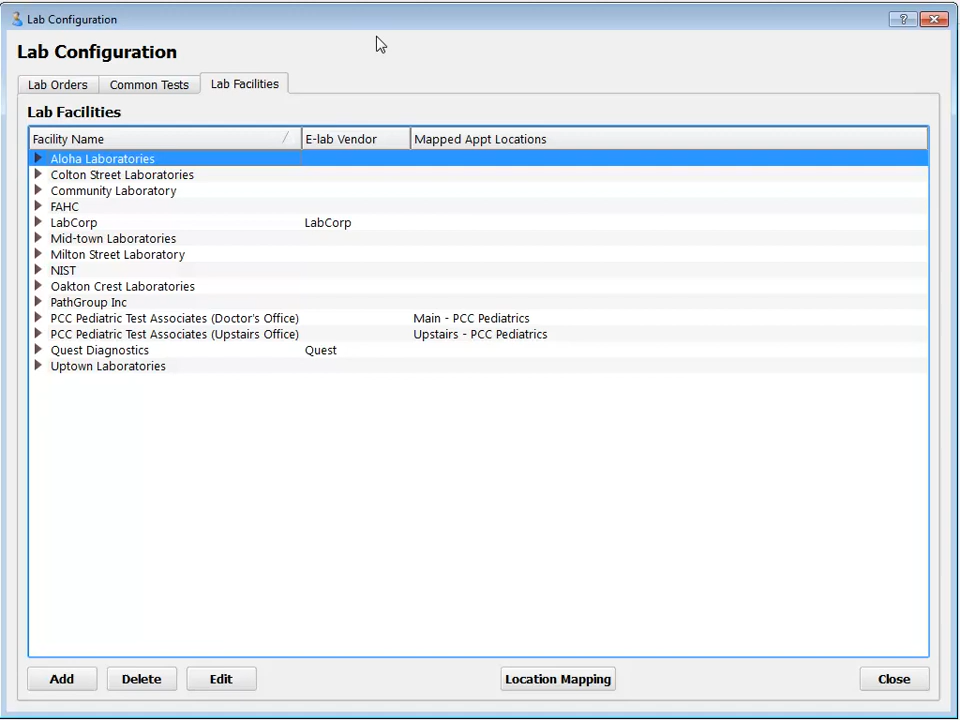 Lab Configuration
?
Lab Configuration
Lab Orders Common Tests Lab Facilities
Lab Facilities
Facility Name E-lab Vendor Mapped Appt Locations
Aloha Laboratories
Colton Street Laboratories
Community Laboratory
FAHC
LabCorp LabCorp
Mid-town Laboratories
Milton Street Laboratory
NIST
Oakton Crest Laboratories
PathGroup Inc
PCC Pediatric Test Associates (Doctor's Office) Main - PCC Pediatrics
PCC Pediatric Test Associates (Upstairs Office) Upstairs - PCC Pediatrics
Quest Diagnostics Quest
Uptown Laboratories
Add Delete Edit Location Mapping Close